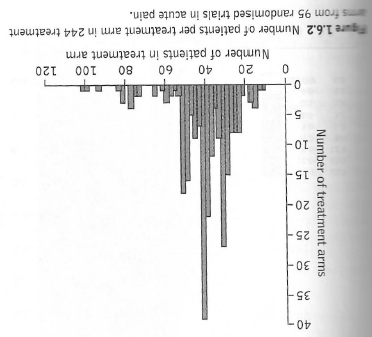 Number of treatment arms
40
35
30
25
20
15
10
5
0
0 20 40 60 80 100 120
Number of patients in treatment arm
Figure 1.6.2 Number of patients per treatment arm in 244 treatment
arms from 95 randomised trials in acute pain.